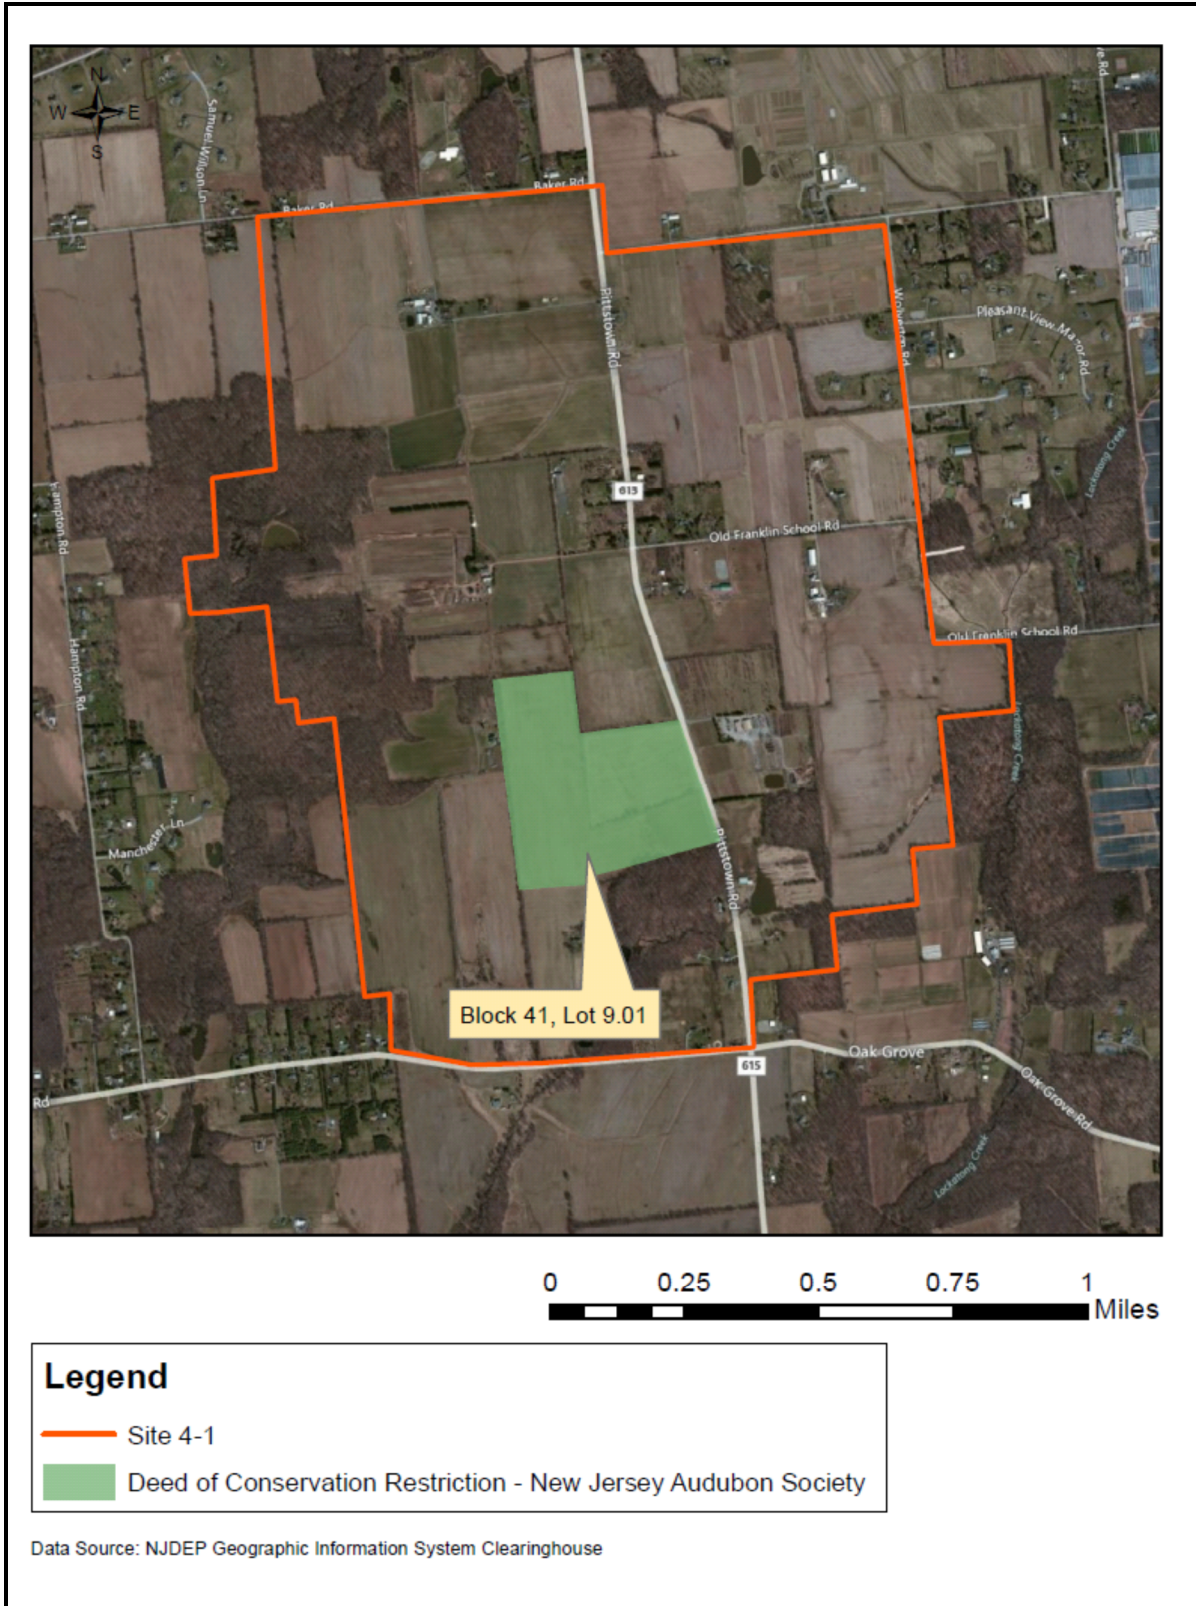 N
W E
S
ve Rd
Samuel Wilson Ln
Baker Rd
Baker Rd
Pittstown Rd
Wolverton Rd
Pleasant View Manor Rd
Lockatong Creek
Hampton Rd
615
Old Franklin School Rd
Old Franklin School Rd
Hampton Rd
Lockatong Creek
Manchester Ln
Pittstown Rd
Block 41, Lot 9.01
Oak Grove
615
Oak Grove Rd
Rd
Lockatong Creek
0 0.25 0.5 0.75 1
Miles
Legend
Site 4-1
Deed of Conservation Restriction - New Jersey Audubon Society
Data Source: NJDEP Geographic Information System Clearinghouse